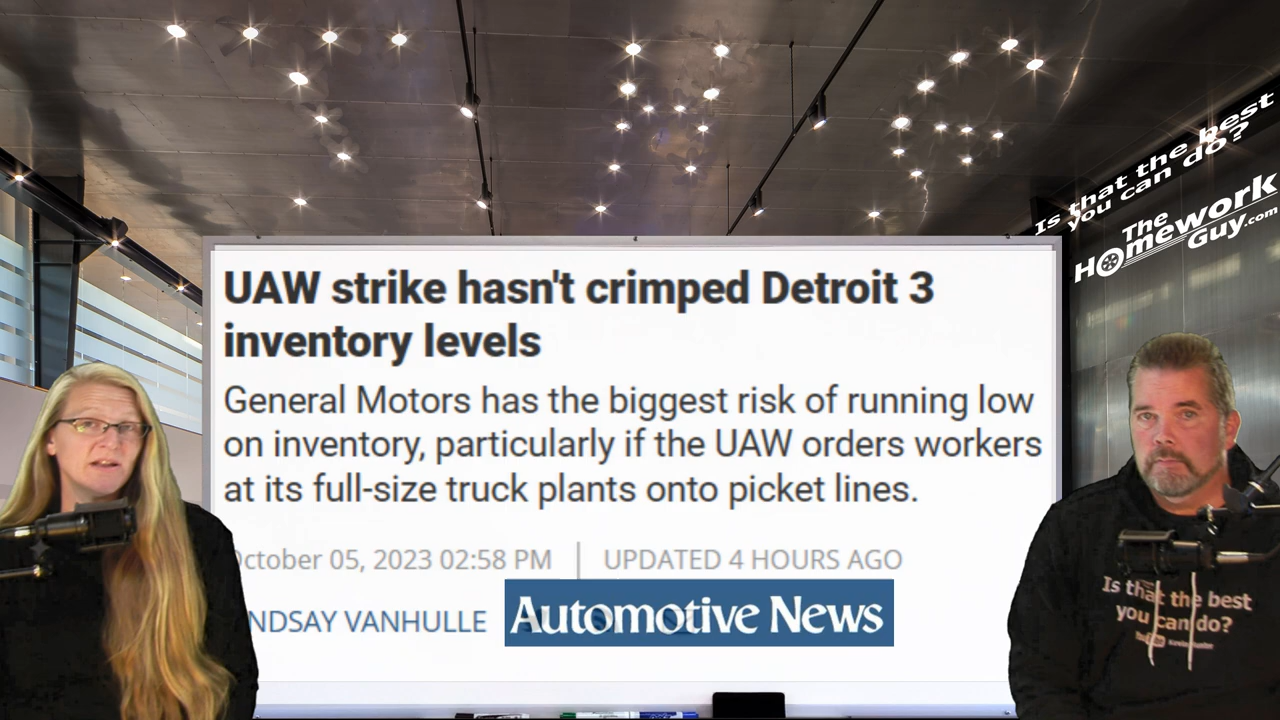 Is that the best
you can do?
The
Homework
Guy.com
UAW strike hasn't crimped Detroit 3
inventory levels
General Motors has the biggest risk of running low
on inventory, particularly if the UAW orders workers
at its full-size truck plants onto picket lines.
ctober 05, 2023 02:58 PM | UPDATED 4 HOURS AGO
NDSAY VANHULLE
Automotive News
Is that the best
you can do?